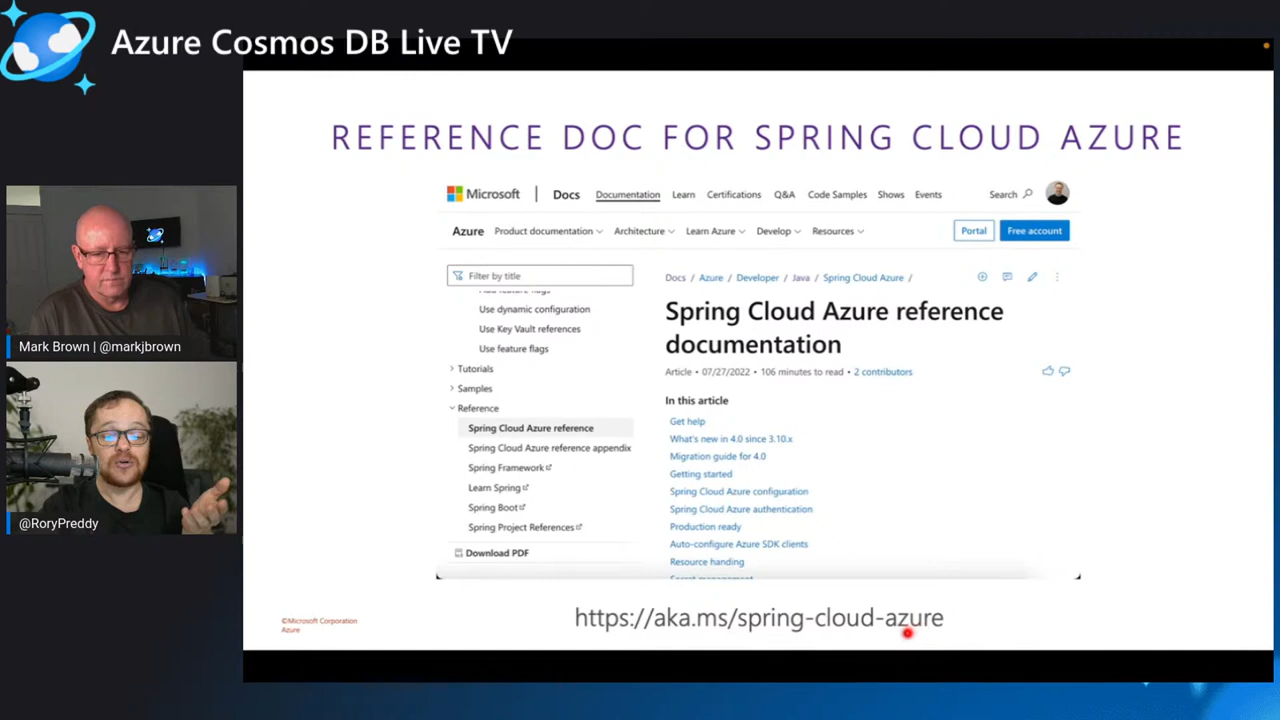 Azure Cosmos DB Live TV
REFERENCE DOC FOR SPRING CLOUD AZURE
Microsoft | Docs Documentation Learn Certifications Q&A Code Samples Shows Events Search
Azure Product documentation Architecture Learn Azure Develop Resources Portal Free account
Filter by title
Add feature flags
Use dynamic configuration
Use Key Vault references
Use feature flags
Tutorials
Samples
Reference
Spring Cloud Azure reference
Spring Cloud Azure reference appendix
Spring Framework
Learn Spring
Spring Boot
Spring Project References
Download PDF
Docs / Azure / Developer / Java / Spring Cloud Azure /
Spring Cloud Azure reference
documentation
Article • 07/27/2022 • 106 minutes to read • 2 contributors
In this article
Get help
What's new in 4.0 since 3.10.x
Migration guide for 4.0
Getting started
Spring Cloud Azure configuration
Spring Cloud Azure authentication
Production ready
Auto-configure Azure SDK clients
Resource handing
Secret management
https://aka.ms/spring-cloud-azure
©Microsoft Corporation
Azure
Mark Brown | @markjbrown
@RoryPreddy